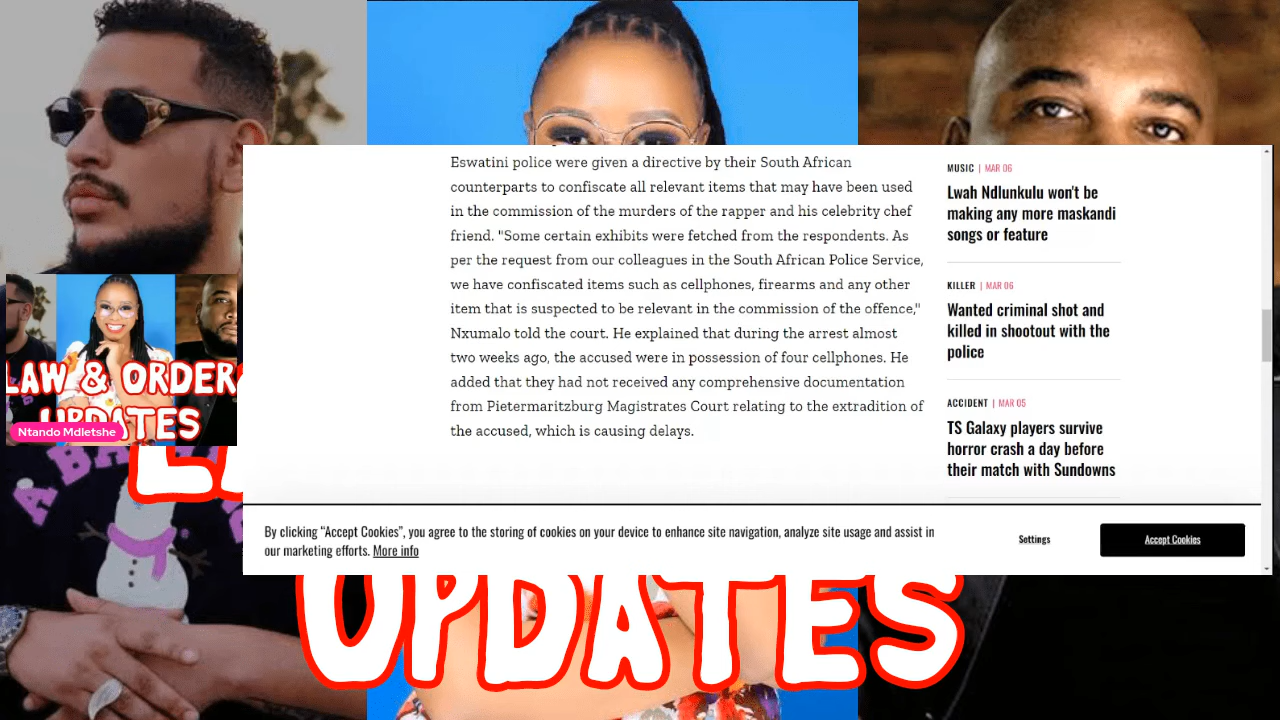 Eswatini police were given a directive by their South African
counterparts to confiscate all relevant items that may have been used
in the commission of the murders of the rapper and his celebrity chef
friend. "Some certain exhibits were fetched from the respondents. As
per the request from our colleagues in the South African Police Service,
we have confiscated items such as cellphones, firearms and any other
item that is suspected to be relevant in the commission of the offence,"
Nxumalo told the court. He explained that during the arrest almost
two weeks ago, the accused were in possession of four cellphones. He
added that they had not received any comprehensive documentation
from Pietermaritzburg Magistrates Court relating to the extradition of
the accused, which is causing delays.
MUSIC | MAR 06
Lwah Ndlunkulu won't be
making any more maskandi
songs or feature
KILLER | MAR 06
Wanted criminal shot and
killed in shootout with the
police
ACCIDENT | MAR 05
TS Galaxy players survive
horror crash a day before
their match with Sundowns
By clicking “Accept Cookies”, you agree to the storing of cookies on your device to enhance site navigation, analyze site usage and assist in
our marketing efforts. More info
Settings
Accept Cookies
LAW & ORDER
UPDATES
Ntando Mdletshe
A BA
UPDATES